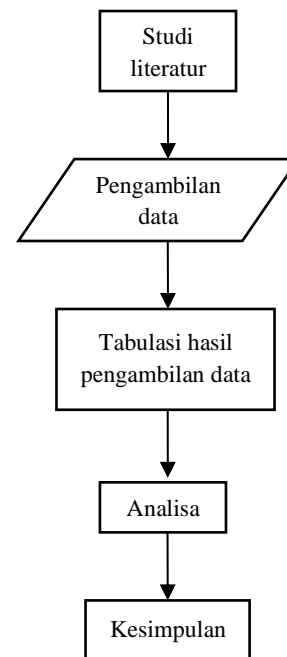 Studi
literatur
Pengambilan
data
Tabulasi hasil
pengambilan data
Analisa
Kesimpulan